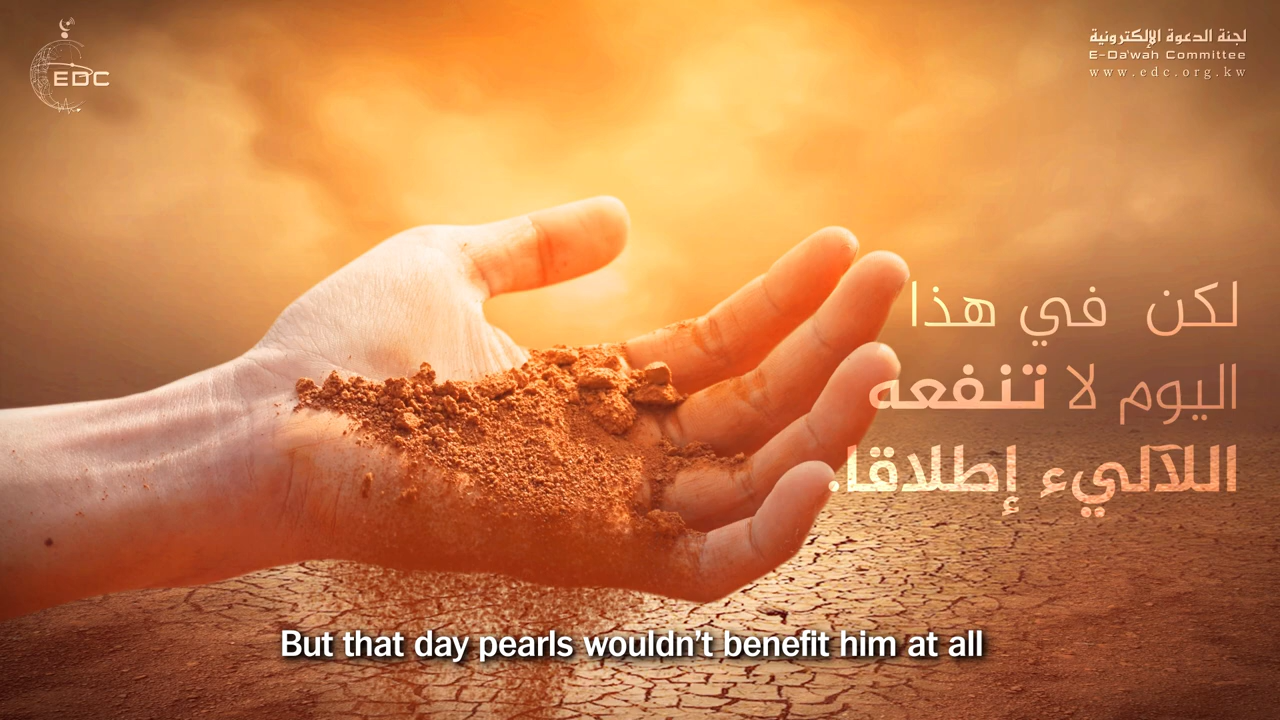 EDC
لجنة الدعوة الإلكترونية
E-Da'wah Committee
www.edc.org.kw
لكن في هذا
اليوم لا تنفعه
اللآليء إطلاقا.
But that day pearls wouldn't benefit him at all